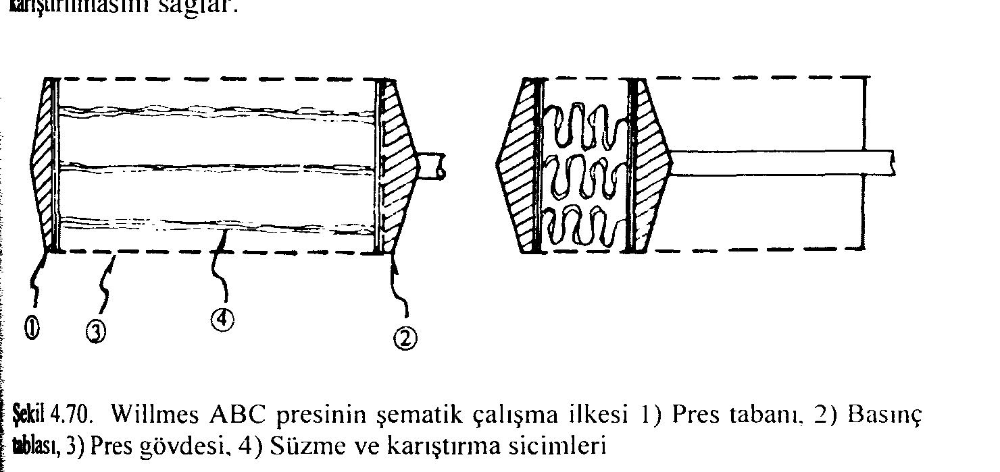 karıştırılmasını sağlar.
① ③ ④ ②
Şekil 4.70. Willmes ABC presinin şematik çalışma ilkesi 1) Pres tabanı, 2) Basınç
tablası, 3) Pres gövdesi, 4) Süzme ve karıştırma sicimleri